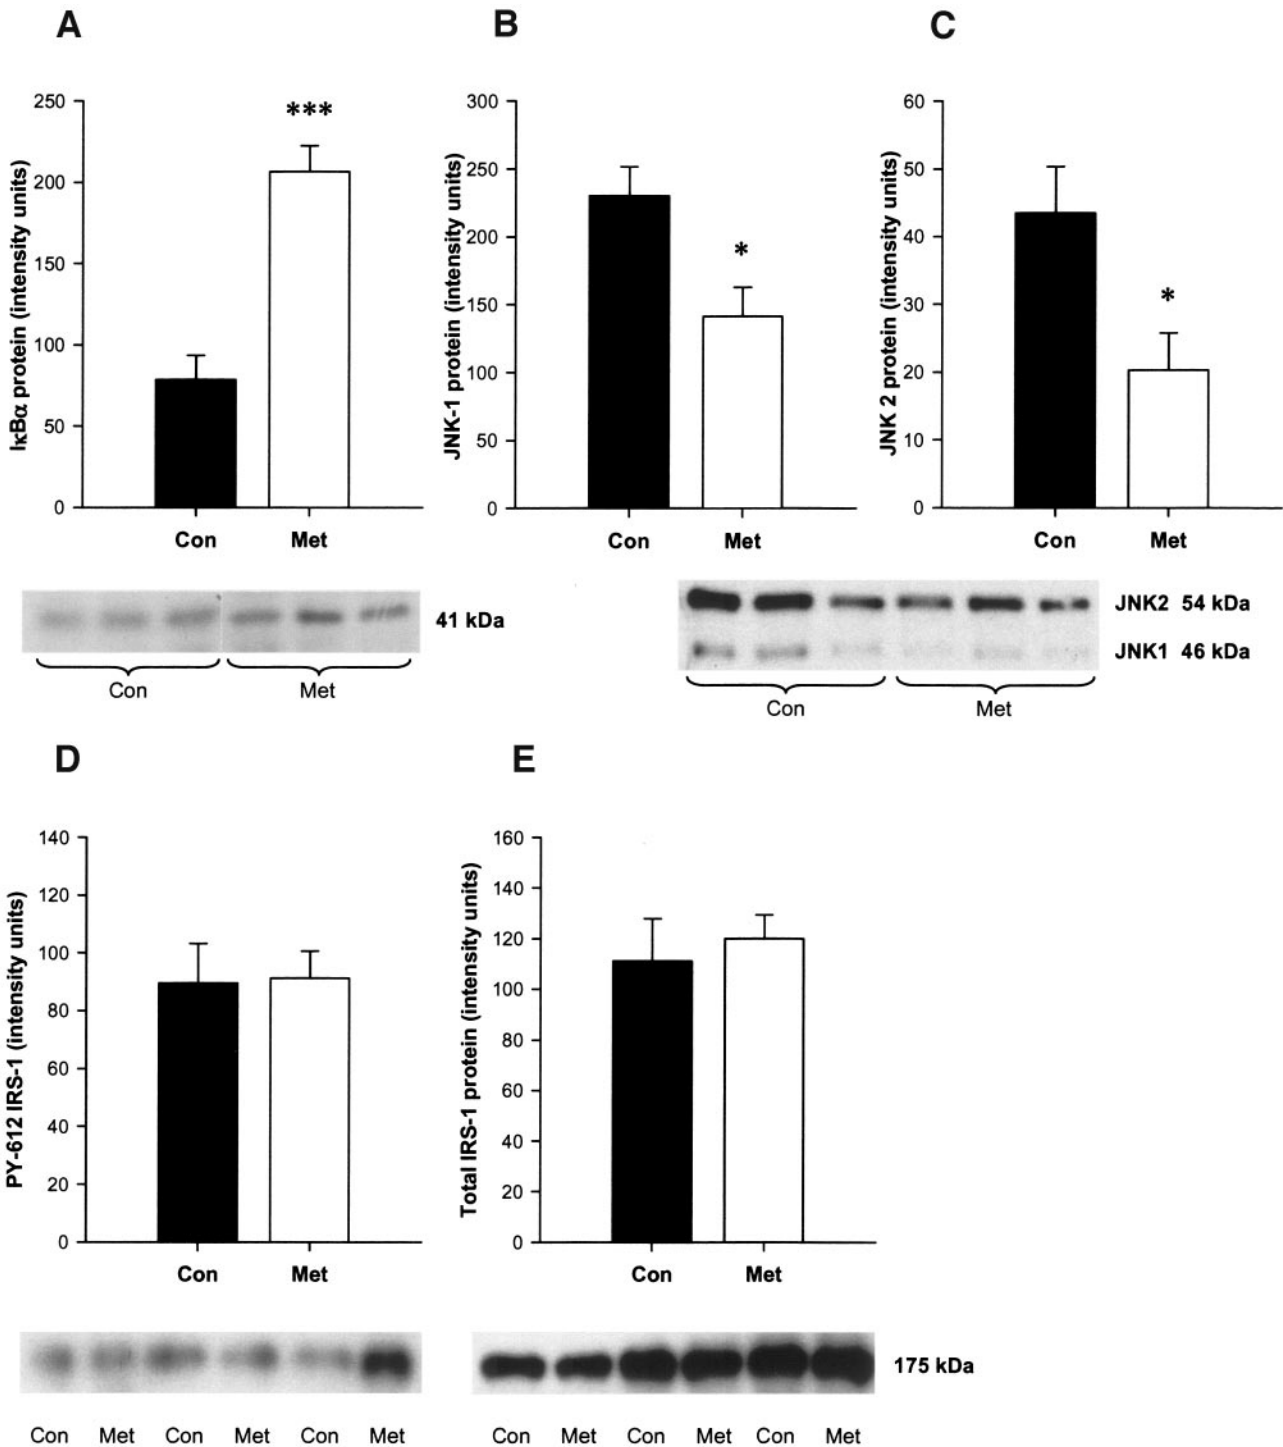 A
B
C
250
200
150
100
50
0
IκBα protein (intensity units)
***
Con Met
300
250
200
150
100
50
0
JNK-1 protein (intensity units)
*
Con Met
60
50
40
30
20
10
0
JNK 2 protein (intensity units)
*
Con Met
41 kDa
Con Met
JNK2 54 kDa
JNK1 46 kDa
Con Met
D
E
140
120
100
80
60
40
20
0
PY-612 IRS-1 (intensity units)
Con Met
160
140
120
100
80
60
40
20
0
Total IRS-1 protein (intensity units)
Con Met
175 kDa
Con Met Con Met Con Met
Con Met Con Met Con Met